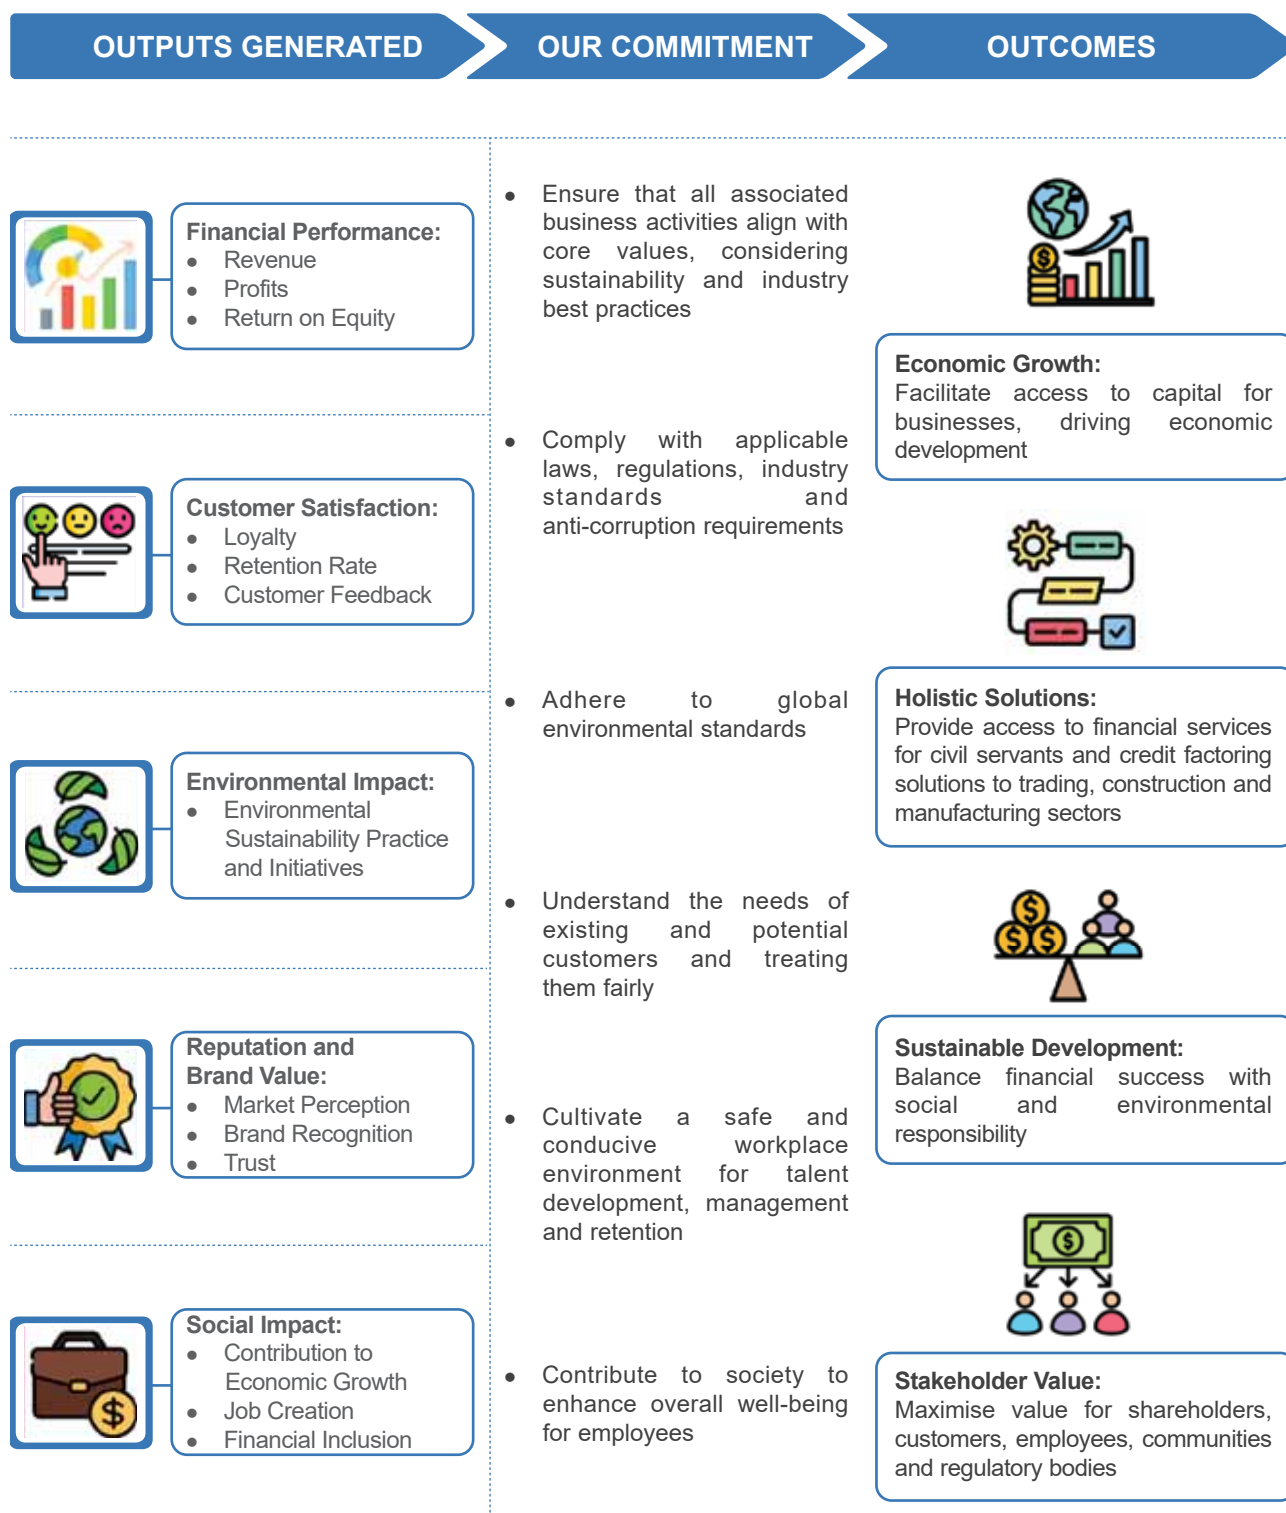 OUTPUTS GENERATED
OUR COMMITMENT
OUTCOMES
Financial Performance:
● Revenue
● Profits
● Return on Equity
Customer Satisfaction:
● Loyalty
● Retention Rate
● Customer Feedback
Environmental Impact:
● Environmental
Sustainability Practice
and Initiatives
Reputation and
Brand Value:
● Market Perception
● Brand Recognition
● Trust
Social Impact:
● Contribution to
Economic Growth
● Job Creation
● Financial Inclusion
● Ensure that all associated
business activities align with
core values, considering
sustainability and industry
best practices
● Comply with applicable
laws, regulations, industry
standards and
anti-corruption requirements
● Adhere to global
environmental standards
● Understand the needs of
existing and potential
customers and treating
them fairly
● Cultivate a safe and
conducive workplace
environment for talent
development, management
and retention
● Contribute to society to
enhance overall well-being
for employees
Economic Growth:
Facilitate access to capital for
businesses, driving economic
development
Holistic Solutions:
Provide access to financial services
for civil servants and credit factoring
solutions to trading, construction and
manufacturing sectors
Sustainable Development:
Balance financial success with
social and environmental
responsibility
Stakeholder Value:
Maximise value for shareholders,
customers, employees, communities
and regulatory bodies